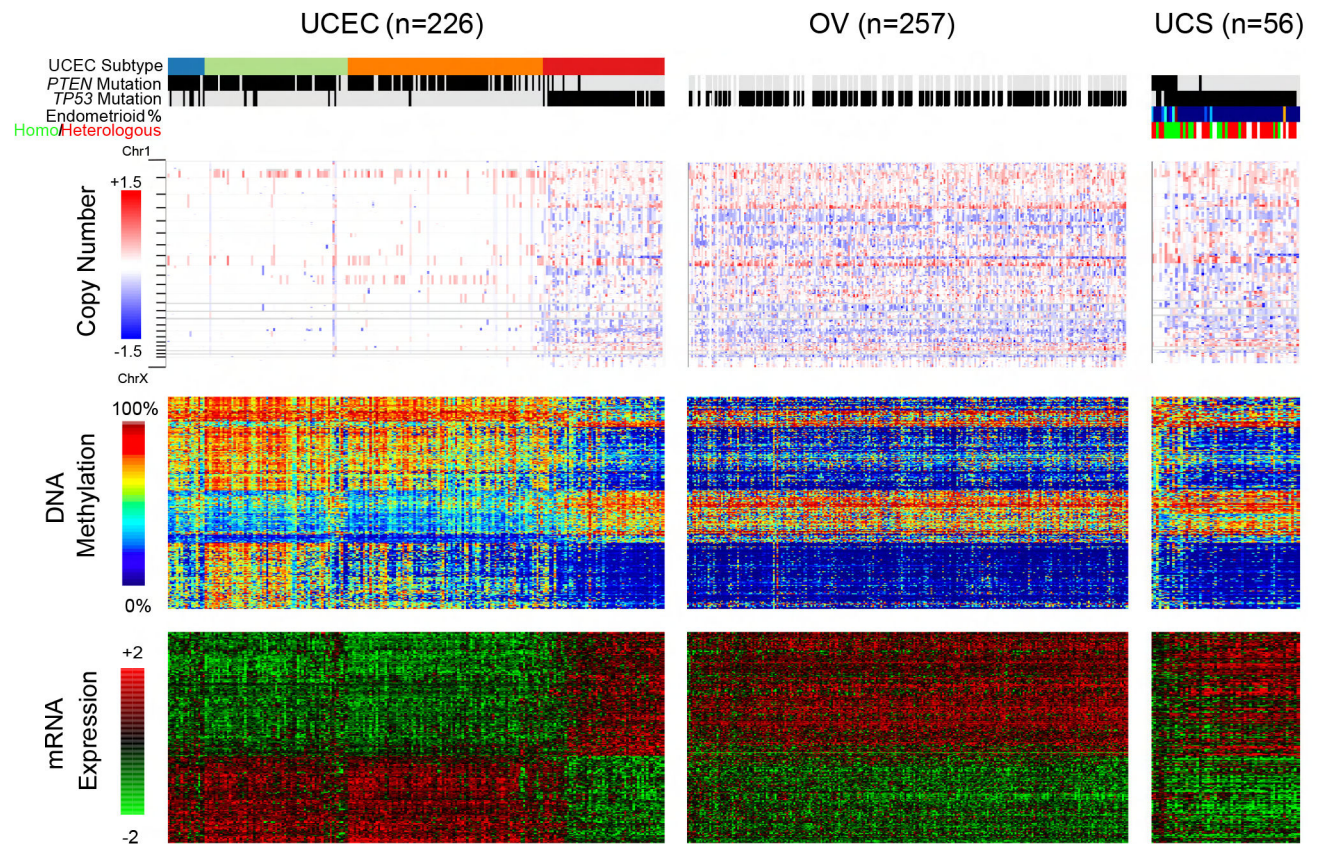 UCEC (n=226)
OV (n=257)
UCS (n=56)
UCEC Subtype
PTEN Mutation
TP53 Mutation
Endometrioid %
Homo/Heterologous
Chr1
+1.5
Copy Number
-1.5
ChrX
100%
DNA
Methylation
0%
+2
mRNA
Expression
-2